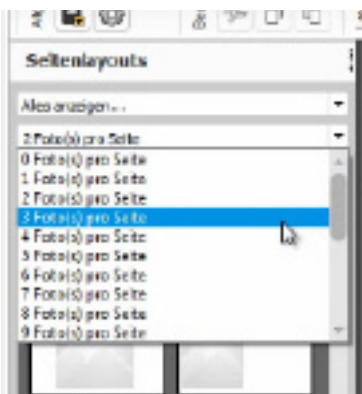 Seitenlayouts
Alles anzeigen...
2 Foto(s) pro Seite
0 Foto(s) pro Seite
1 Foto(s) pro Seite
2 Foto(s) pro Seite
3 Foto(s) pro Seite
4 Foto(s) pro Seite
5 Foto(s) pro Seite
6 Foto(s) pro Seite
7 Foto(s) pro Seite
8 Foto(s) pro Seite
9 Foto(s) pro Seite